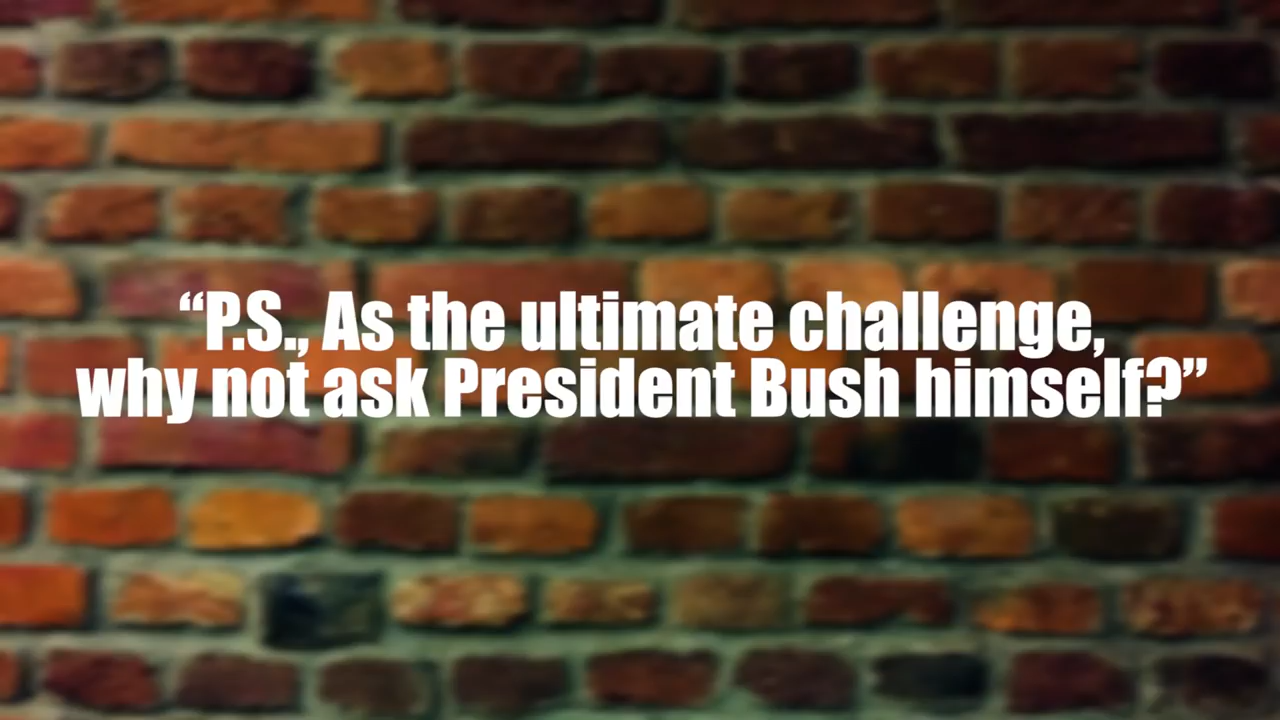 “P.S., As the ultimate challenge,
why not ask President Bush himself?”